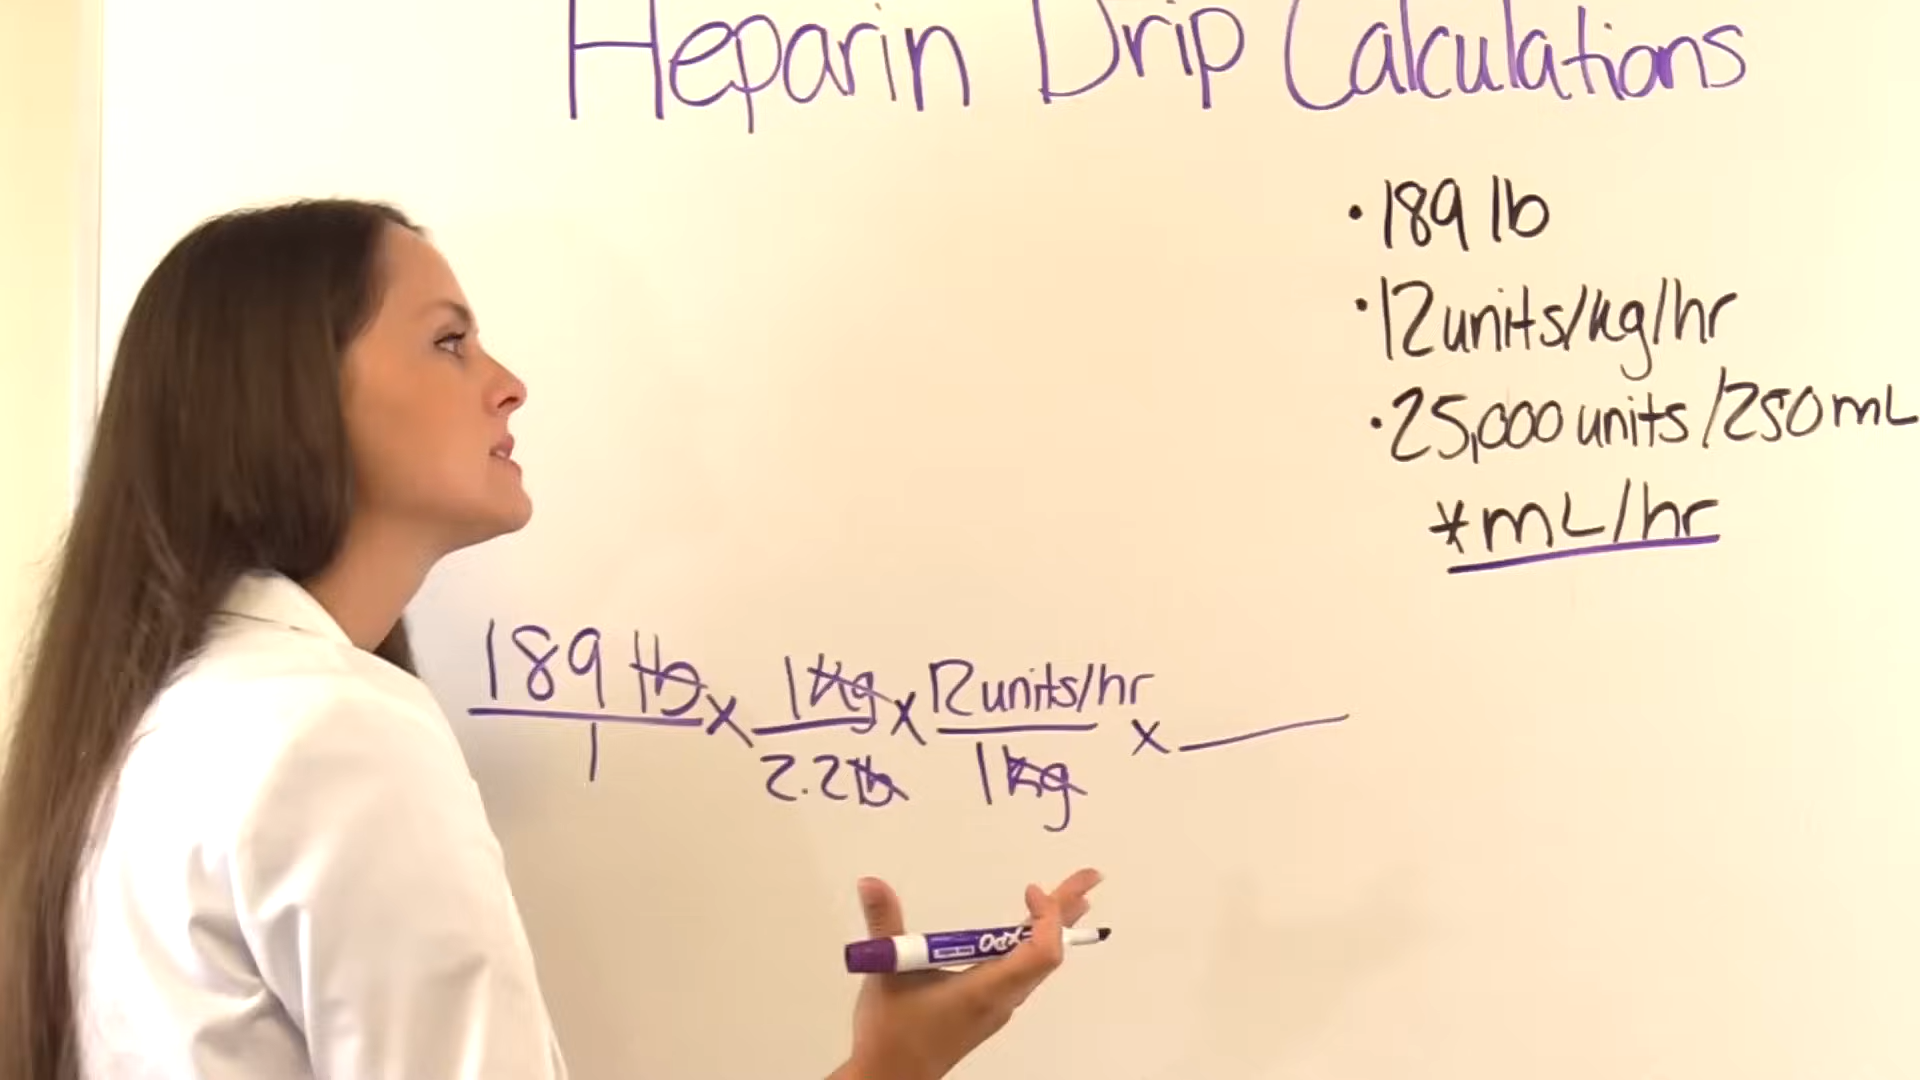 Heparin Drip Calculations
• 189 lb
• 12 units/kg/hr
• 25,000 units/250 mL
* mL/hr
189 lb x 1 kg x 12 units/hr x
1 2.2 lb 1 kg
EXPO